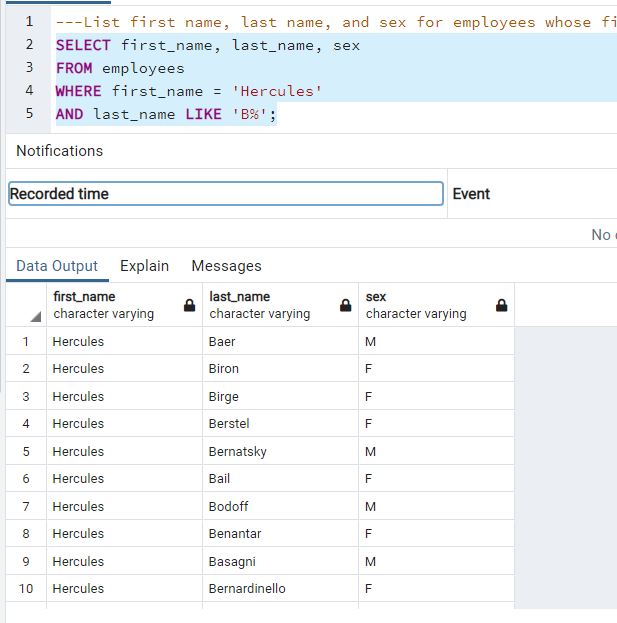 1 ---List first name, last name, and sex for employees whose
2 SELECT first_name, last_name, sex
3 FROM employees
4 WHERE first_name = 'Hercules'
5 AND last_name LIKE 'B%';
Notifications
Recorded time Event
No
Data Output Explain Messages
first_name last_name sex
character varying character varying character varying
1 Hercules Baer M
2 Hercules Biron F
3 Hercules Birge F
4 Hercules Berstel F
5 Hercules Bernatsky M
6 Hercules Bail F
7 Hercules Bodoff M
8 Hercules Benantar F
9 Hercules Basagni M
10 Hercules Bernardinello F